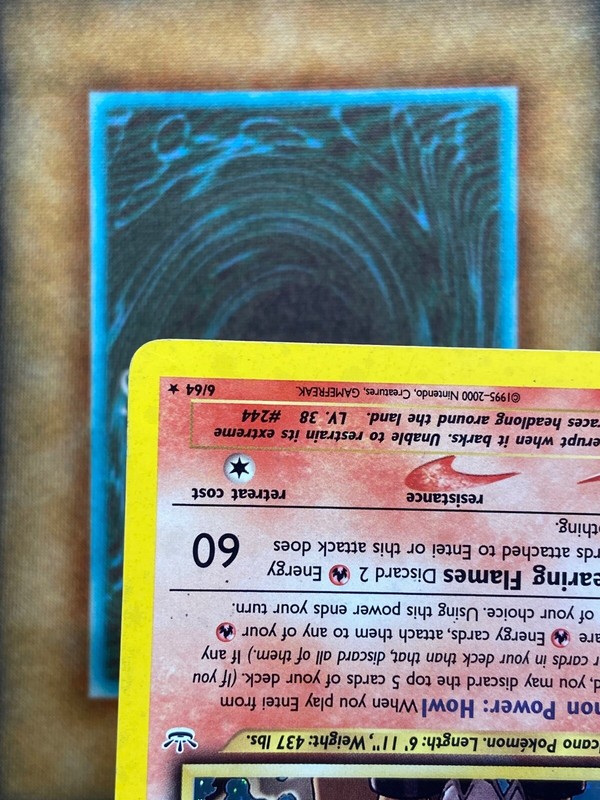 cano Pokémon. Length: 6' 11", Weight: 437 lbs.
mon Power: Howl When you play Entei from
d, you may discard the top 5 cards of your deck. (If you
r cards in your deck than that, discard all of them.) If any
are Energy cards, attach them to any of your
of your choice. Using this power ends your turn.
earing Flames Discard 2 Energy
rds attached to Entei or this attack does
othing.
60
resistance
retreat cost
erupt when it barks. Unable to restrain its extreme
races headlong around the land. LV. 38 #244
©1995–2000 Nintendo, Creatures, GAMEFREAK.
6/64 ★